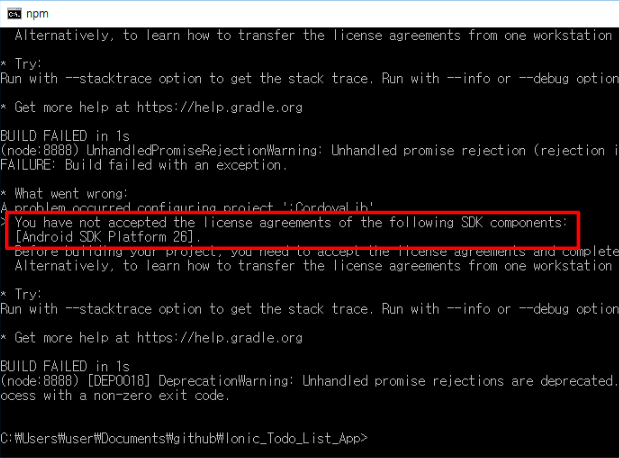 npm
Alternatively, to learn how to transfer the license agreements from one workstation
* Try:
Run with --stacktrace option to get the stack trace. Run with --info or --debug option
* Get more help at https://help.gradle.org
BUILD FAILED in 1s
(node:8888) UnhandledPromiseRejectionWarning: Unhandled promise rejection (rejection i
FAILURE: Build failed with an exception.
* What went wrong:
A problem occurred configuring project ':CordovaLib'
> You have not accepted the license agreements of the following SDK components:
[Android SDK Platform 26].
Before building your project, you need to accept the license agreements and complete
Alternatively, to learn how to transfer the license agreements from one workstation
* Try:
Run with --stacktrace option to get the stack trace. Run with --info or --debug option
* Get more help at https://help.gradle.org
BUILD FAILED in 1s
(node:8888) [DEP0018] DeprecationWarning: Unhandled promise rejections are deprecated.
ocess with a non-zero exit code.
C:₩Users₩user₩Documents₩github₩Ionic_Todo_List_App>